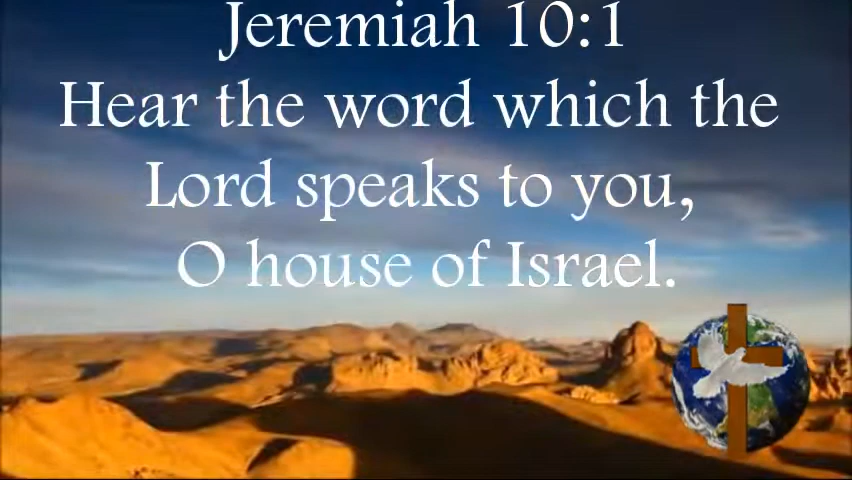 Jeremiah 10:1
Hear the word which the
Lord speaks to you,
O house of Israel.